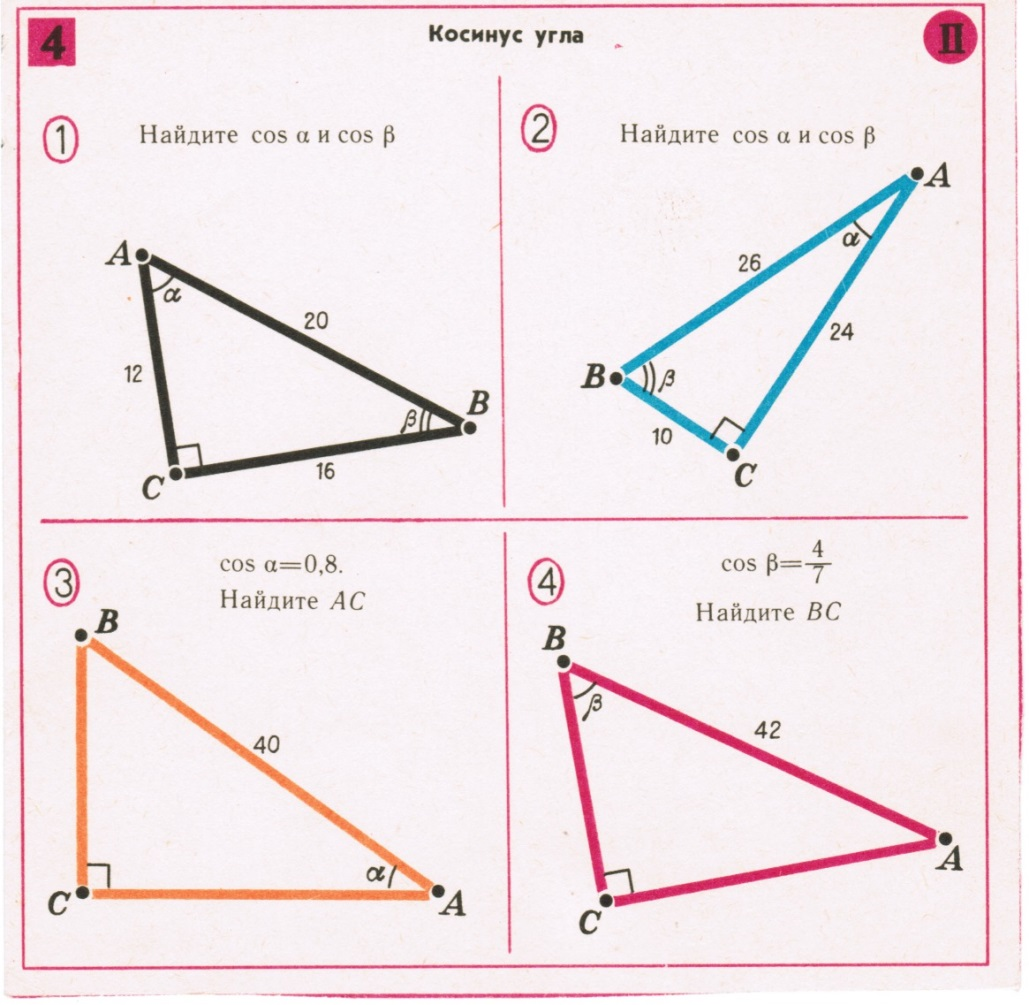 4
Косинус угла
II
1
Найдите cos α и cos β
A
α
20
12
B
β
16
C
2
Найдите cos α и cos β
A
α
26
24
B
β
10
C
3
cos α=0,8.
Найдите AC
B
40
α
C
A
4
cos β=4/7
Найдите BC
B
β
42
A
C